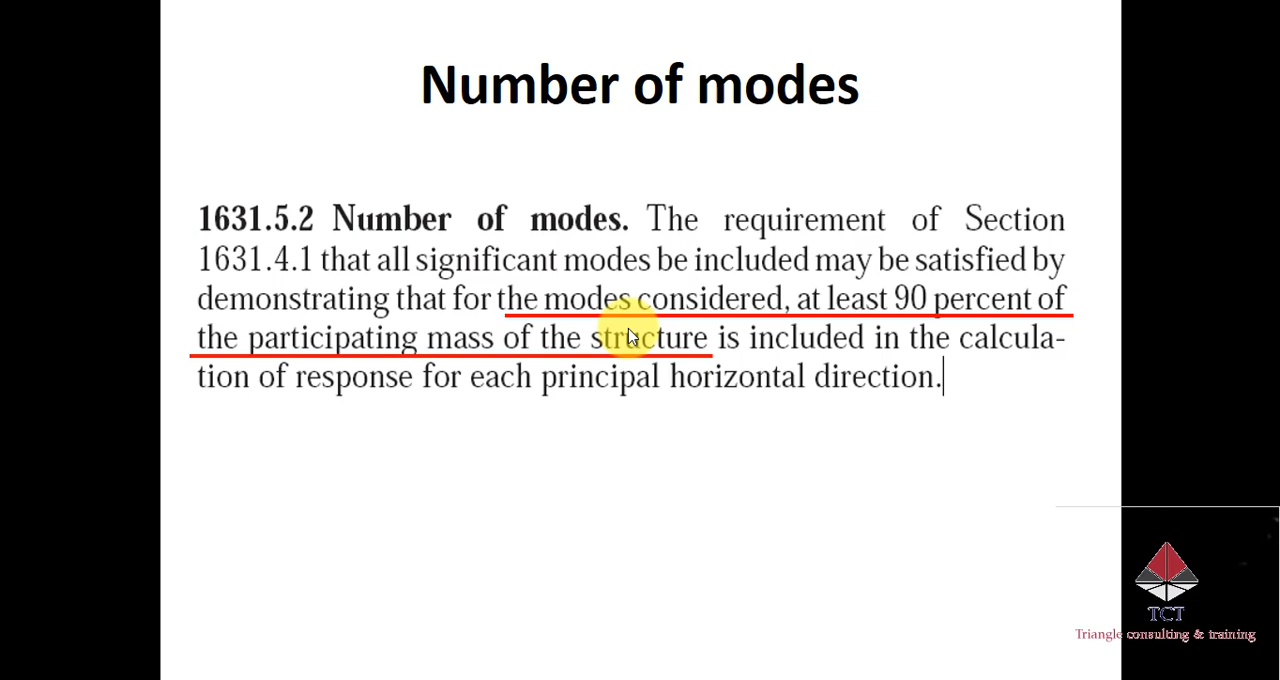 Number of modes
1631.5.2 Number of modes. The requirement of Section
1631.4.1 that all significant modes be included may be satisfied by
demonstrating that for the modes considered, at least 90 percent of
the participating mass of the structure is included in the calcula-
tion of response for each principal horizontal direction.
TCT
Triangle consulting & training